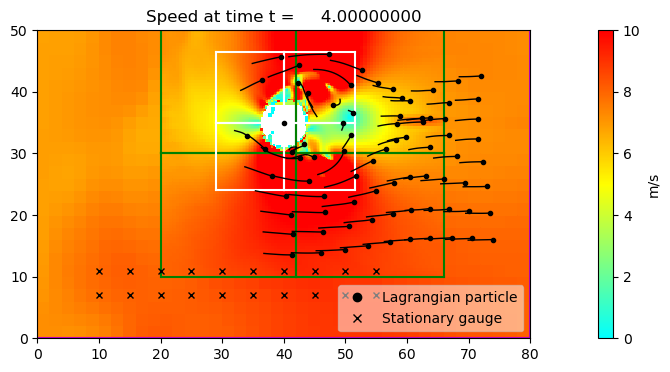 Speed at time t = 4.00000000
50
40
30
20
10
0
0 10 20 30 40 50 60 70 80
Lagrangian particle
Stationary gauge
10
8
6
4
2
0
m/s